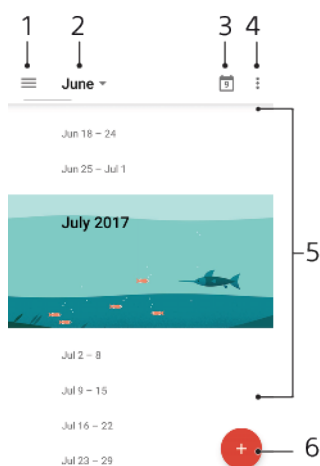 1 2 3 4
June 9
Jun 18 – 24
Jun 25 – Jul 1
July 2017
5
Jul 2 – 8
Jul 9 – 15
Jul 16 – 22
6
Jul 23 – 29